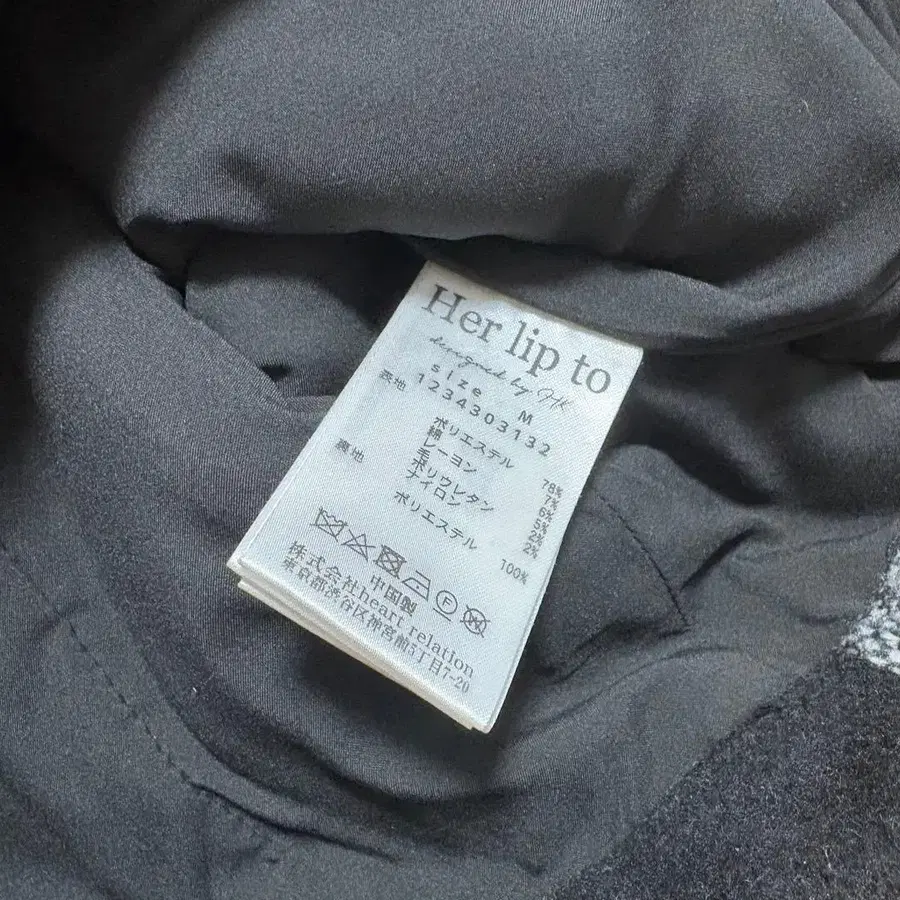 Her lip to
designed by HK
size M
1234303132
表地 ポリエステル 78%
綿 7%
レーヨン 6%
毛 5%
ポリウレタン 2%
ナイロン 2%
裏地 ポリエステル 100%
F
中国製
株式会社heart relation
東京都渋谷区神宮前5丁目7-20